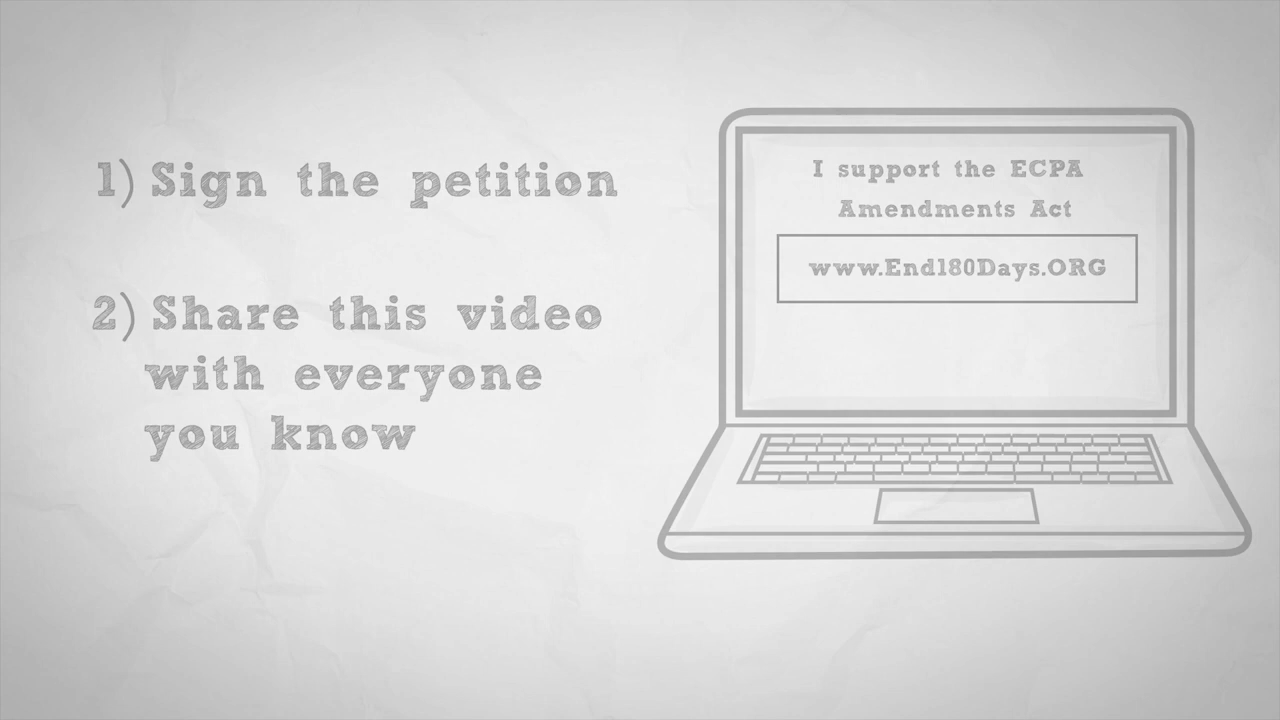 1) Sign the petition
2) Share this video
with everyone
you know
I support the ECPA
Amendments Act
www.End180Days.ORG